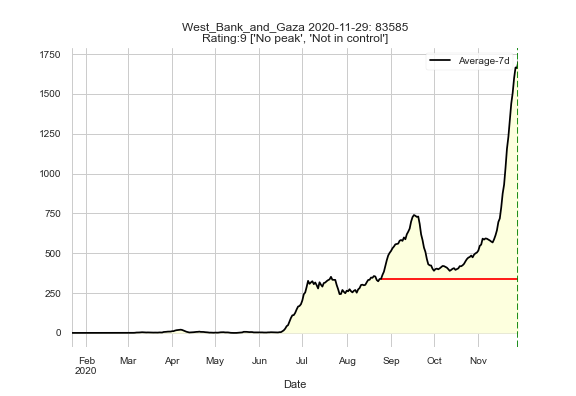 West_Bank_and_Gaza 2020-11-29: 83585
Rating:9 ['No peak', 'Not in control']
Average-7d
1750
1500
1250
1000
750
500
250
0
Feb Mar Apr May Jun Jul Aug Sep Oct Nov
2020
Date